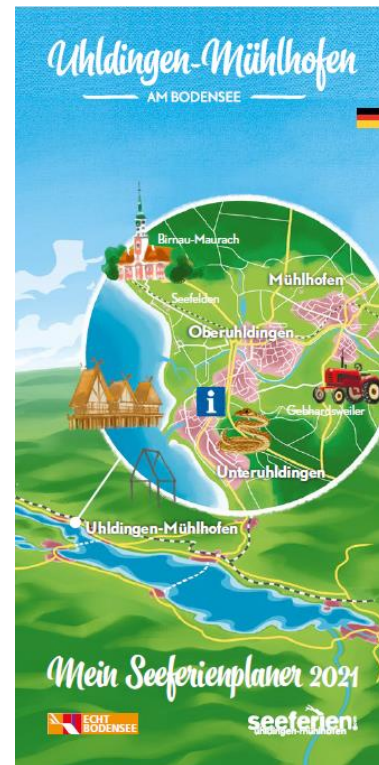 Uhldingen-Mühlhofen
AM BODENSEE
Birnau-Maurach
Mühlhofen
Seefelden
Oberuhldingen
i
Gebhardsweiler
Unteruhldingen
Uhldingen-Mühlhofen
Mein Seeferienplaner 2021
ECHT
BODENSEE
seeferien!
uhldingen-mühlhofen